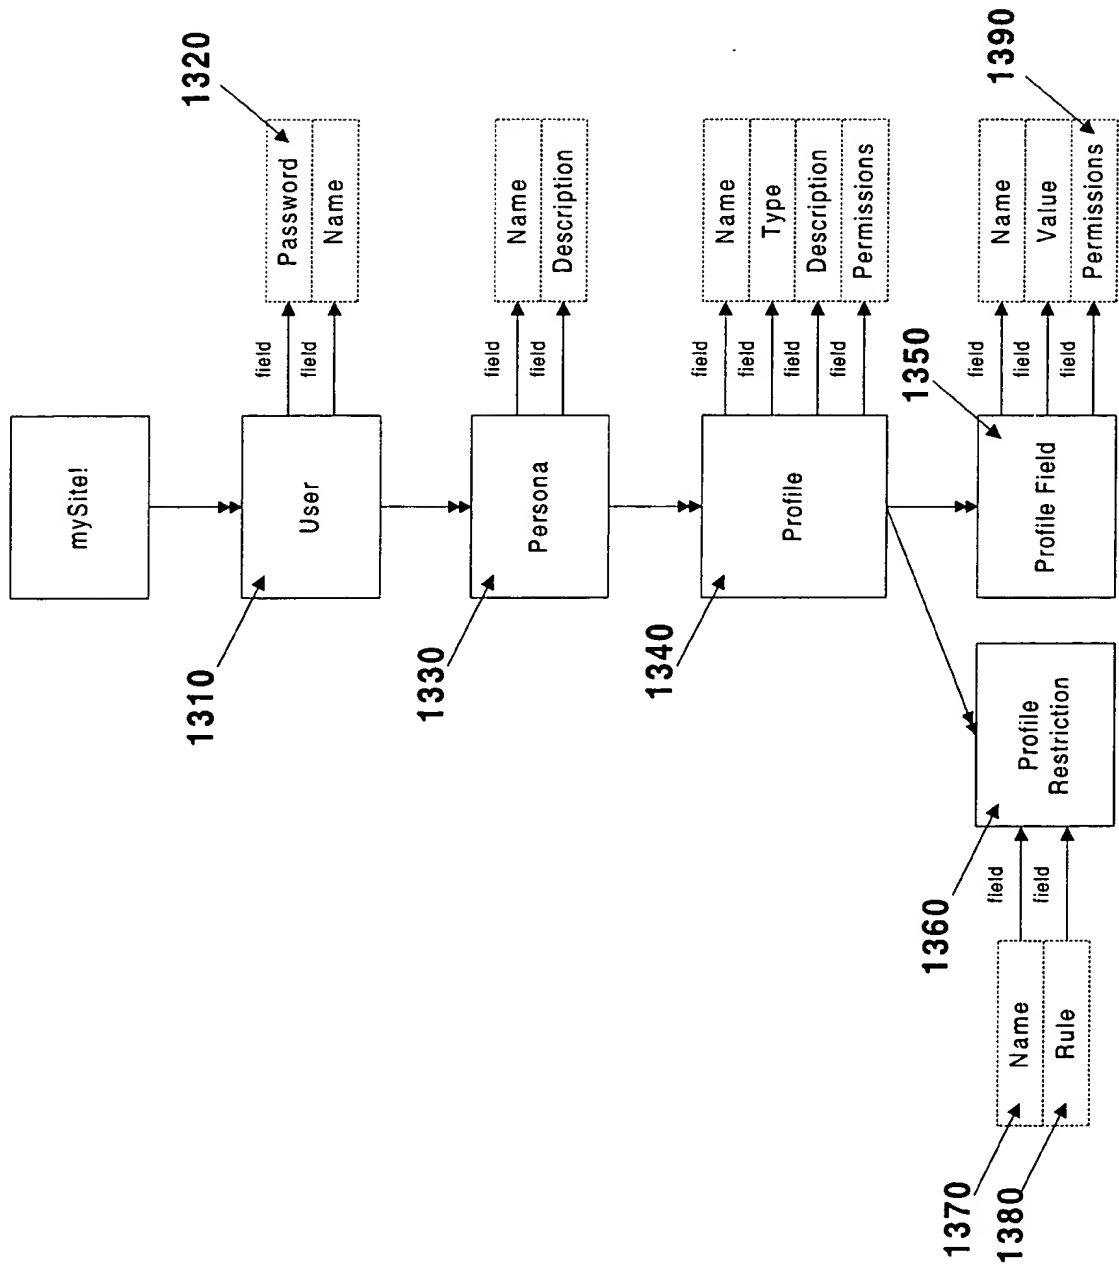 mySite!
User
1310
field
Password
1320
field
Name
Persona
1330
field
Name
field
Description
Profile
1340
field
Name
field
Type
field
Description
field
Permissions
Profile Field
1350
field
Name
field
Value
field
Permissions
1390
Profile
Restriction
1360
field
Name
1370
field
Rule
1380